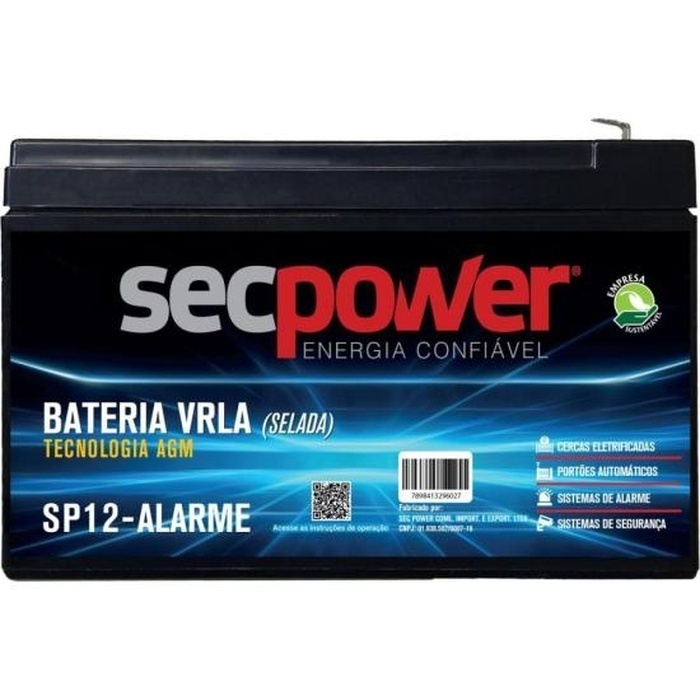 secpower®
ENERGIA CONFIÁVEL
EMPRESA
SUSTENTÁVEL
BATERIA VRLA (SELADA)
TECNOLOGIA AGM
SP12-ALARME
Acesse as instruções de operação
7898413296027
Fabricado por:
SEC POWER COML. IMPORT. E EXPORT. LTDA
CERCAS ELETRIFICADAS
PORTÕES AUTOMÁTICOS
SISTEMAS DE ALARME
SISTEMAS DE SEGURANÇA